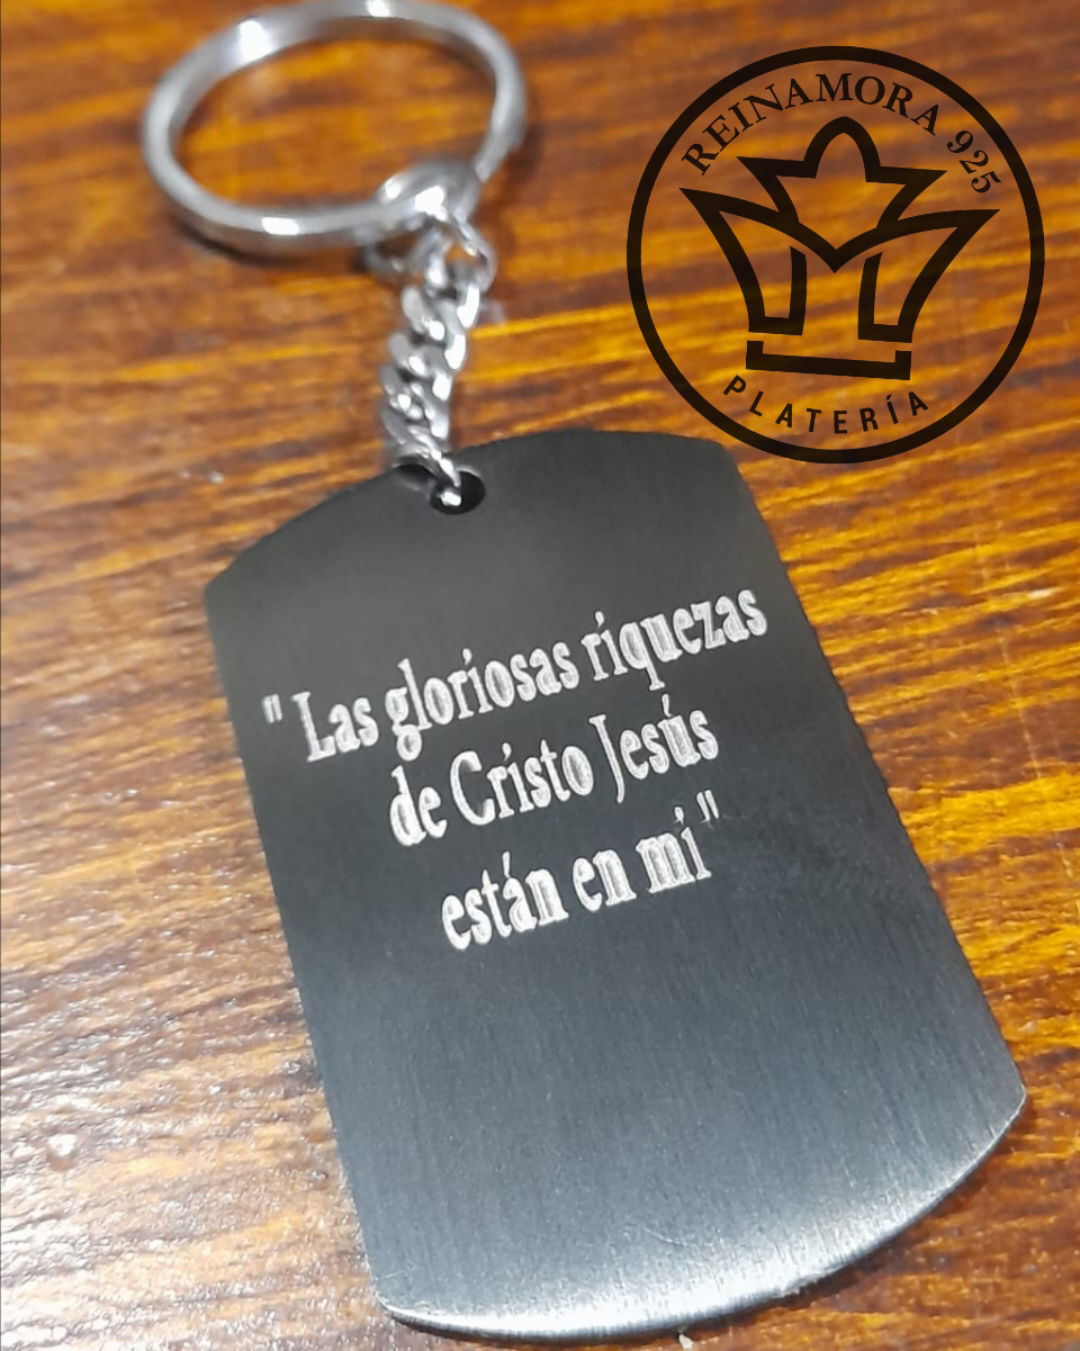 REINAMORA 925
PLATERÍA
" Las gloriosas riquezas
de Cristo Jesús
están en mí "